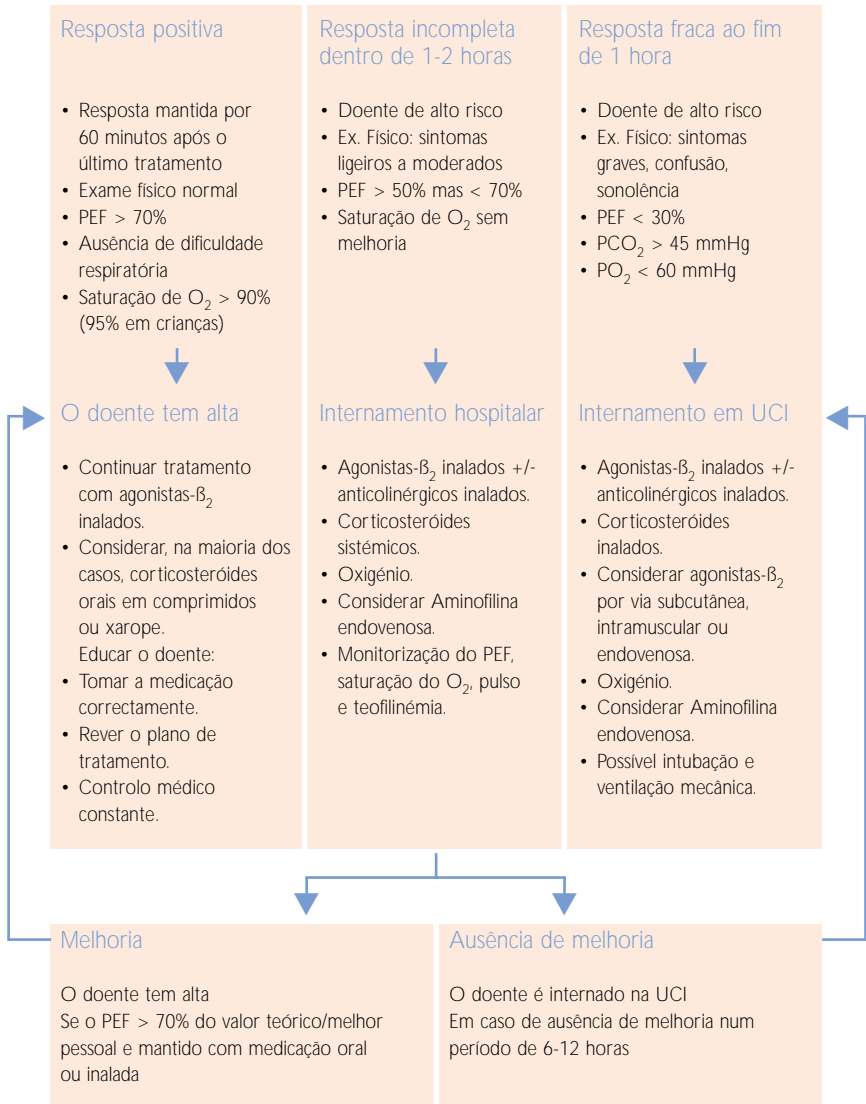 Resposta positiva
• Resposta mantida por
60 minutos após o
último tratamento
• Exame físico normal
• PEF > 70%
• Ausência de dificuldade
respiratória
• Saturação de O₂ > 90%
(95% em crianças)
O doente tem alta
• Continuar tratamento
com agonistas-ß₂
inalados.
• Considerar, na maioria dos
casos, corticosteróides
orais em comprimidos
ou xarope.
Educar o doente:
• Tomar a medicação
correctamente.
• Rever o plano de
tratamento.
• Controlo médico
constante.
Resposta incompleta
dentro de 1-2 horas
• Doente de alto risco
• Ex. Físico: sintomas
ligeiros a moderados
• PEF > 50% mas < 70%
• Saturação de O₂ sem
melhoria
Internamento hospitalar
• Agonistas-ß₂ inalados +/-
anticolinérgicos inalados.
• Corticosteróides
sistémicos.
• Oxigénio.
• Considerar Aminofilina
endovenosa.
• Monitorização do PEF,
saturação do O₂, pulso
e teofilinémia.
Resposta fraca ao fim
de 1 hora
• Doente de alto risco
• Ex. Físico: sintomas
graves, confusão,
sonolência
• PEF < 30%
• PCO₂ > 45 mmHg
• PO₂ < 60 mmHg
Internamento em UCI
• Agonistas-ß₂ inalados +/-
anticolinérgicos inalados.
• Corticosteróides
inalados.
• Considerar agonistas-ß₂
por via subcutânea,
intramuscular ou
endovenosa.
• Oxigénio.
• Considerar Aminofilina
endovenosa.
• Possível intubação e
ventilação mecânica.
Melhoria
O doente tem alta
Se o PEF > 70% do valor teórico/melhor
pessoal e mantido com medicação oral
ou inalada
Ausência de melhoria
O doente é internado na UCI
Em caso de ausência de melhoria num
período de 6-12 horas